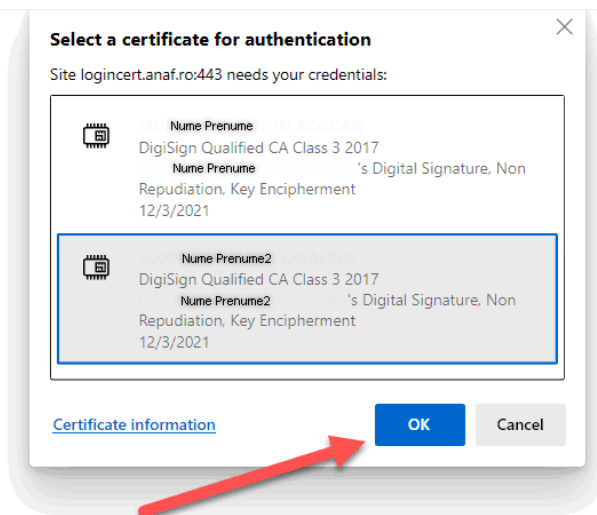 Select a certificate for authentication
Site logincert.anaf.ro:443 needs your credentials:
Nume Prenume
DigiSign Qualified CA Class 3 2017
Nume Prenume 's Digital Signature, Non
Repudiation, Key Encipherment
12/3/2021
Nume Prenume2
DigiSign Qualified CA Class 3 2017
Nume Prenume2 's Digital Signature, Non
Repudiation, Key Encipherment
12/3/2021
Certificate information
OK
Cancel